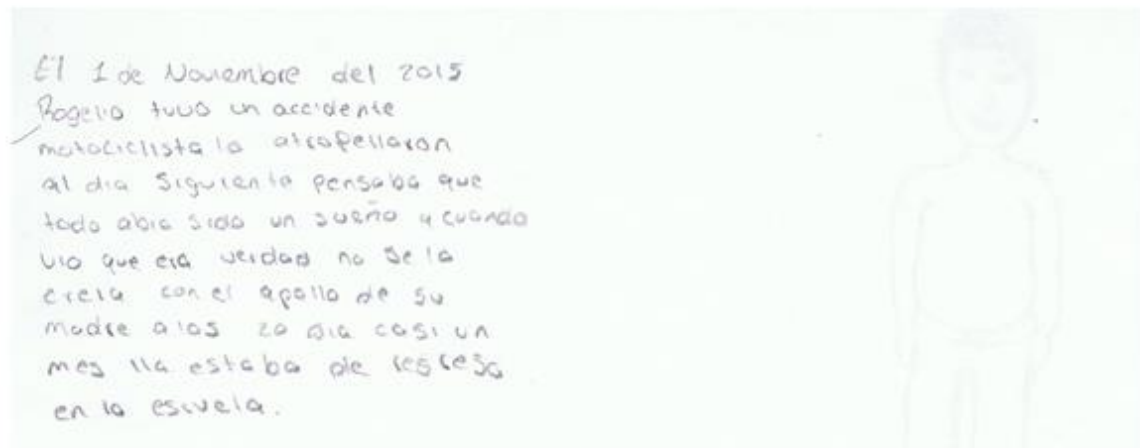 El 1 de Noviembre del 2015
Rogelio tuvo un accidente
motociclista lo atropellaron
al dia Siguiente pensaba que
todo abia sido un sueño y cuando
vio que era verdad no se la
creia con el apollo de su
madre a los 20 dia casi un
mes lla estaba de regreso
en la escuela.